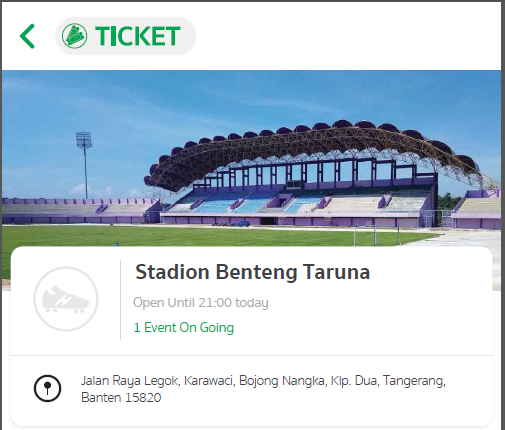 TICKET
Stadion Benteng Taruna
Open Until 21:00 today
1 Event On Going
Jalan Raya Legok, Karawaci, Bojong Nangka, Klp. Dua, Tangerang,
Banten 15820